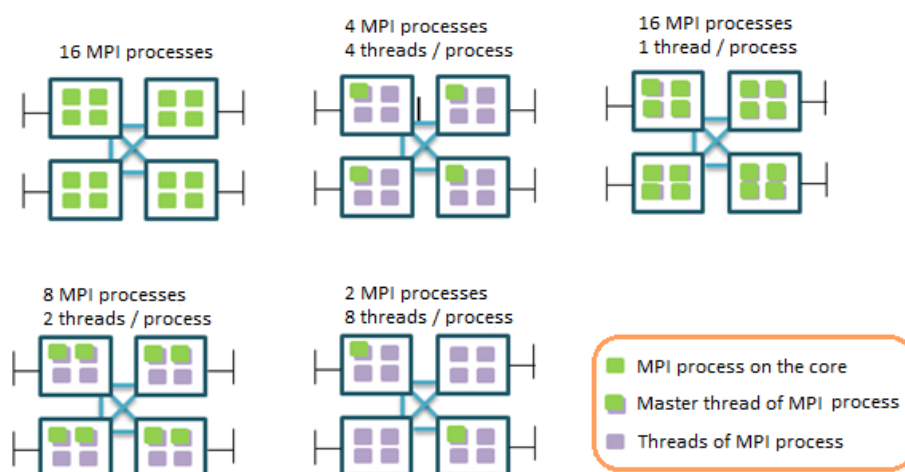 16 MPI processes
4 MPI processes
4 threads / process
16 MPI processes
1 thread / process
8 MPI processes
2 threads / process
2 MPI processes
8 threads / process
MPI process on the core
Master thread of MPI process
Threads of MPI process